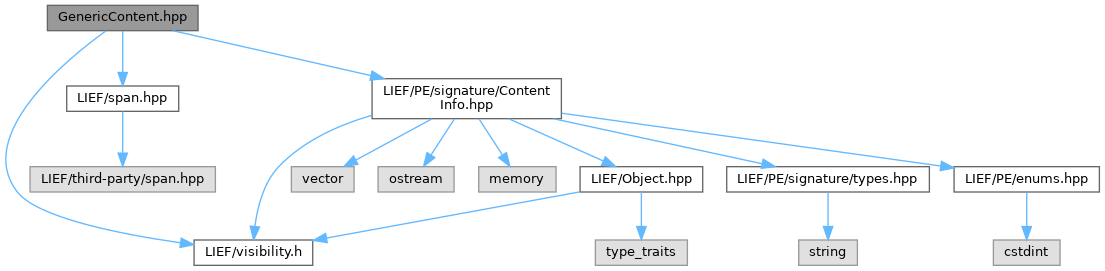 GenericContent.hpp
LIEF/span.hpp
LIEF/PE/signature/Content
Info.hpp
LIEF/third-party/span.hpp
vector
ostream
memory
LIEF/Object.hpp
LIEF/PE/signature/types.hpp
LIEF/PE/enums.hpp
LIEF/visibility.h
type_traits
string
cstdint